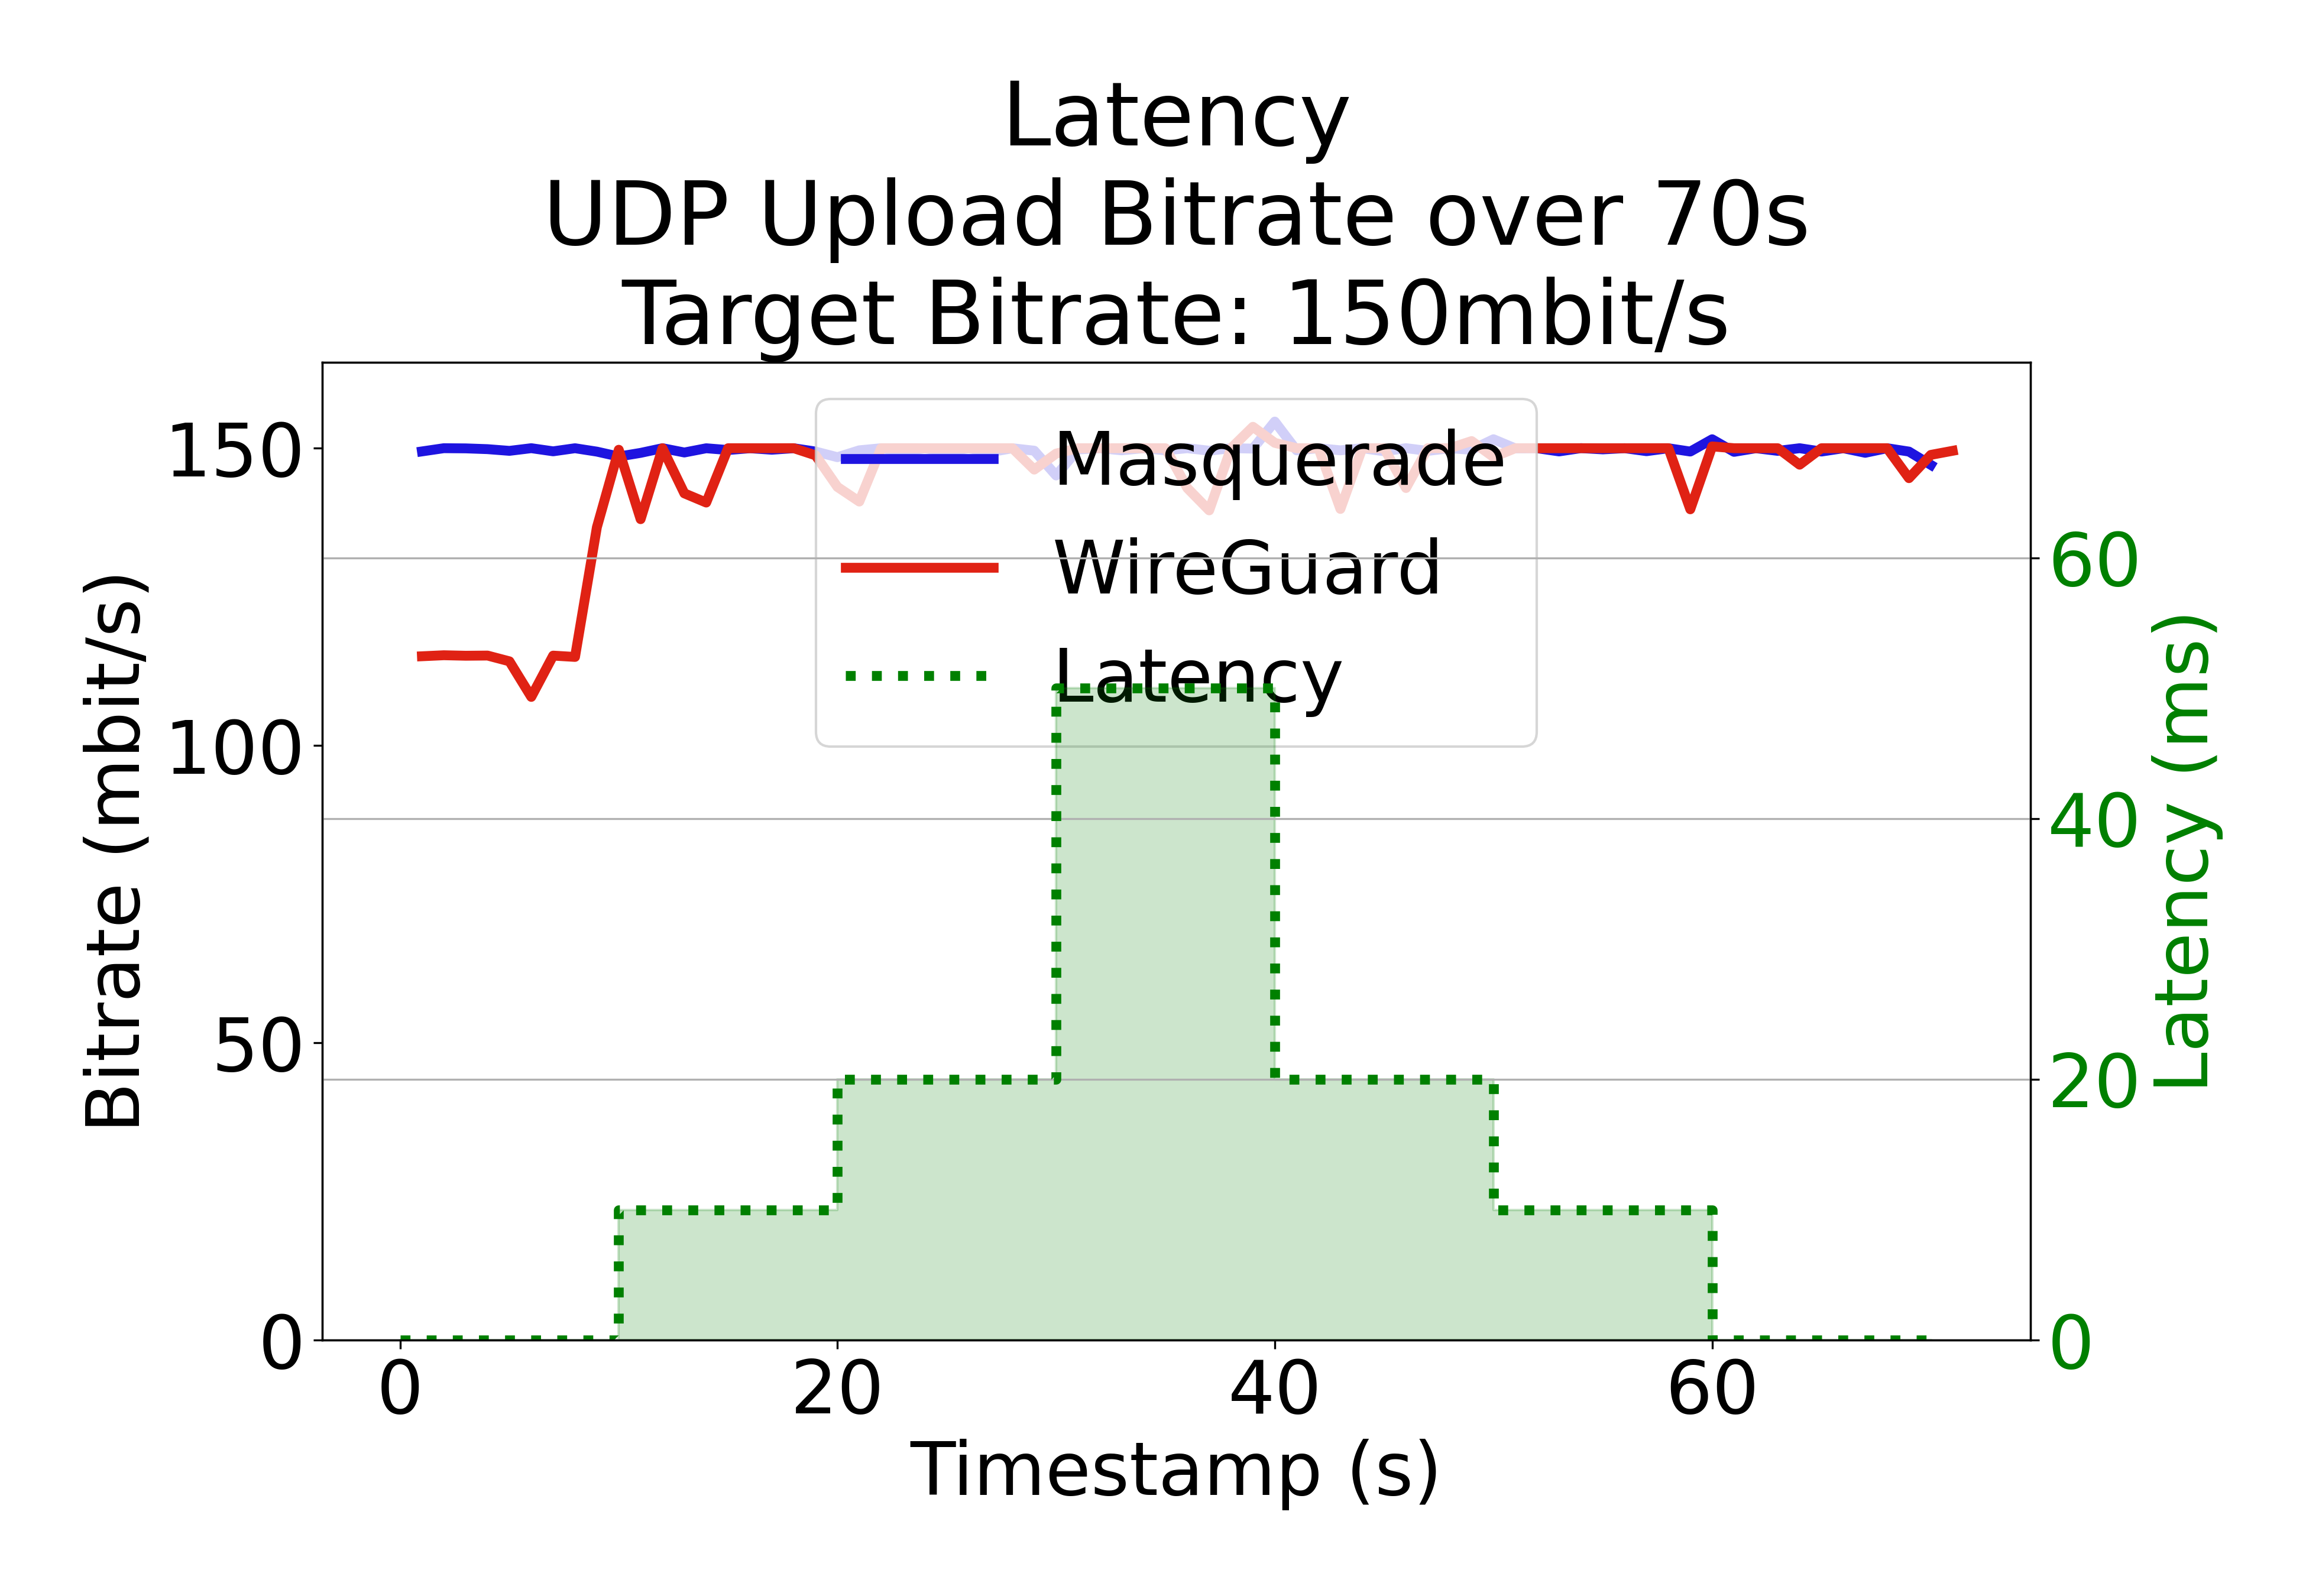 Latency
UDP Upload Bitrate over 70s
Target Bitrate: 150mbit/s
Masquerade
WireGuard
Latency
Bitrate (mbit/s)
150
100
50
0
60
40
20
0
Latency (ms)
0 20 40 60
Timestamp (s)